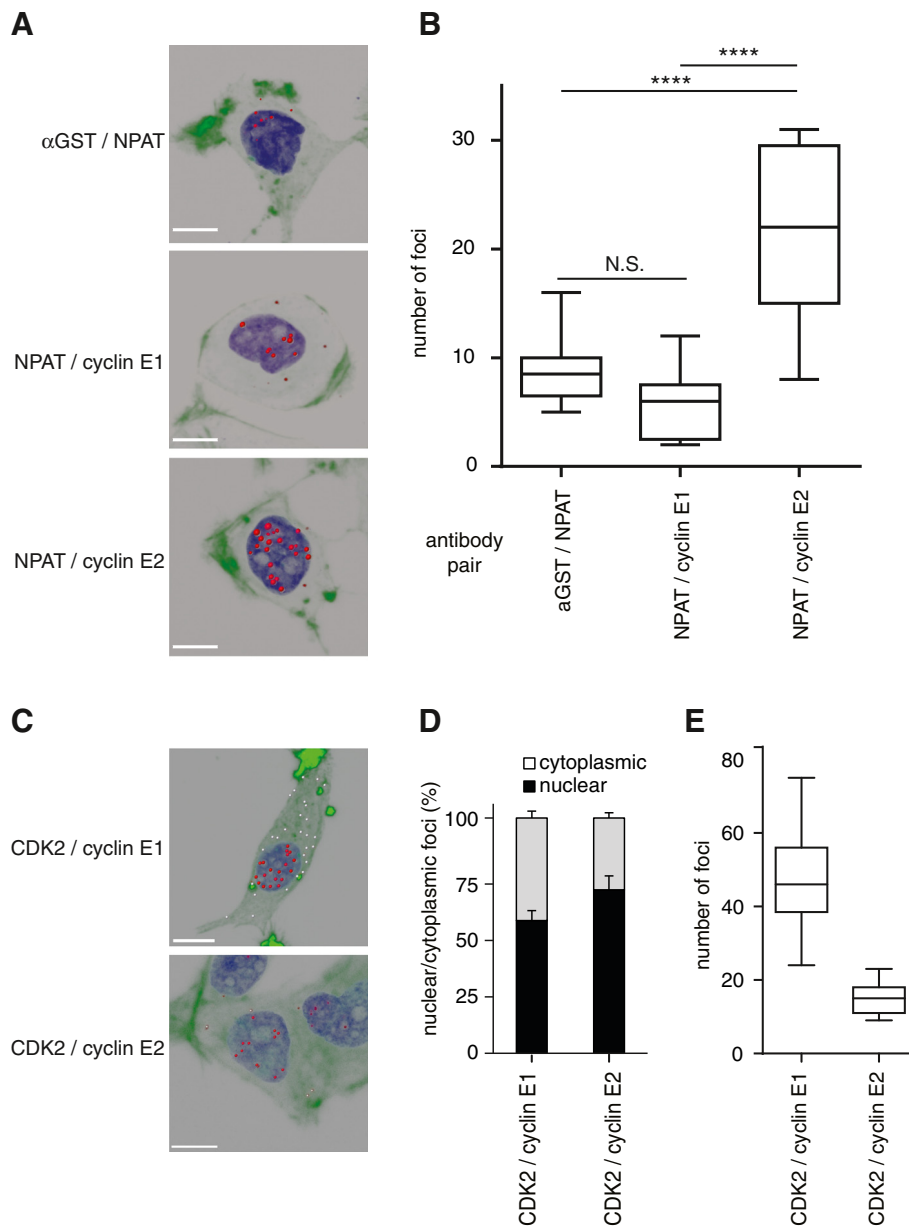 A
αGST / NPAT
NPAT / cyclin E1
NPAT / cyclin E2
B
****
****
N.S.
number of foci
30
20
10
0
antibody
pair
aGST / NPAT
NPAT / cyclin E1
NPAT / cyclin E2
C
CDK2 / cyclin E1
CDK2 / cyclin E2
D
cytoplasmic
nuclear
nuclear/cytoplasmic foci (%)
100
75
50
25
0
CDK2 / cyclin E1
CDK2 / cyclin E2
E
number of foci
80
60
40
20
0
CDK2 / cyclin E1
CDK2 / cyclin E2